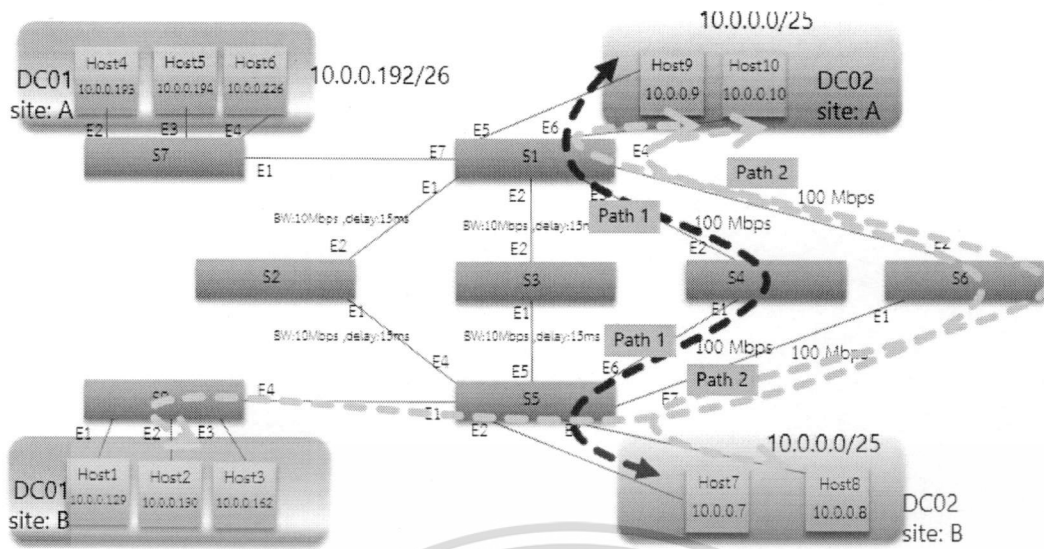 10.0.0.0/25
Host4
Host5
Host6
10.0.0.193
10.0.0.194
10.0.0.226
DC01
site: A
10.0.0.192/26
Host9
Host10
10.0.0.9
10.0.0.10
DC02
site: A
E2
E3
E4
E5
E6
E4
S7
E1
E7
S1
E1
E2
Path 2
100 Mbps
Path 1
100 Mbps
BW:10Mbps ,delay:15ms
BW:10Mbps ,delay:15m
E2
E2
E2
S2
S3
S4
S6
E1
E1
E1
E1
BW:10Mbps ,delay:15ms
BW:10Mbps ,delay:15ms
Path 1
100 Mbps
100 Mbps
E4
E5
E6
Path 2
E4
E1
S5
E7
E1
E2
E3
E2
10.0.0.0/25
Host1
Host2
Host3
10.0.0.129
10.0.0.130
10.0.0.162
DC01
site: B
Host7
Host8
10.0.0.7
10.0.0.8
DC02
site: B